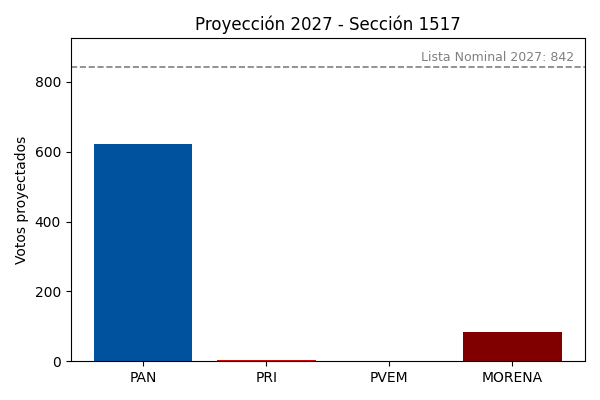 Proyección 2027 - Sección 1517
Lista Nominal 2027: 842
Votos proyectados
800
600
400
200
0
PAN
PRI
PVEM
MORENA